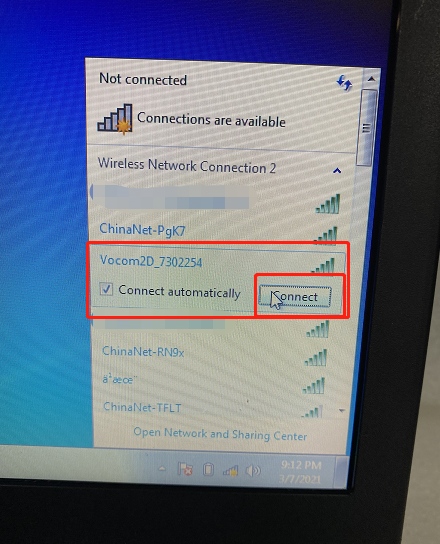 Not connected
Connections are available
Wireless Network Connection 2
ChinaNet-PgK7
Vocom2D_7302254
Connect automatically
Connect
ChinaNet-RN9x
ä¹æœ¨
ChinaNet-TFLT
Open Network and Sharing Center
9:12 PM
3/7/2021